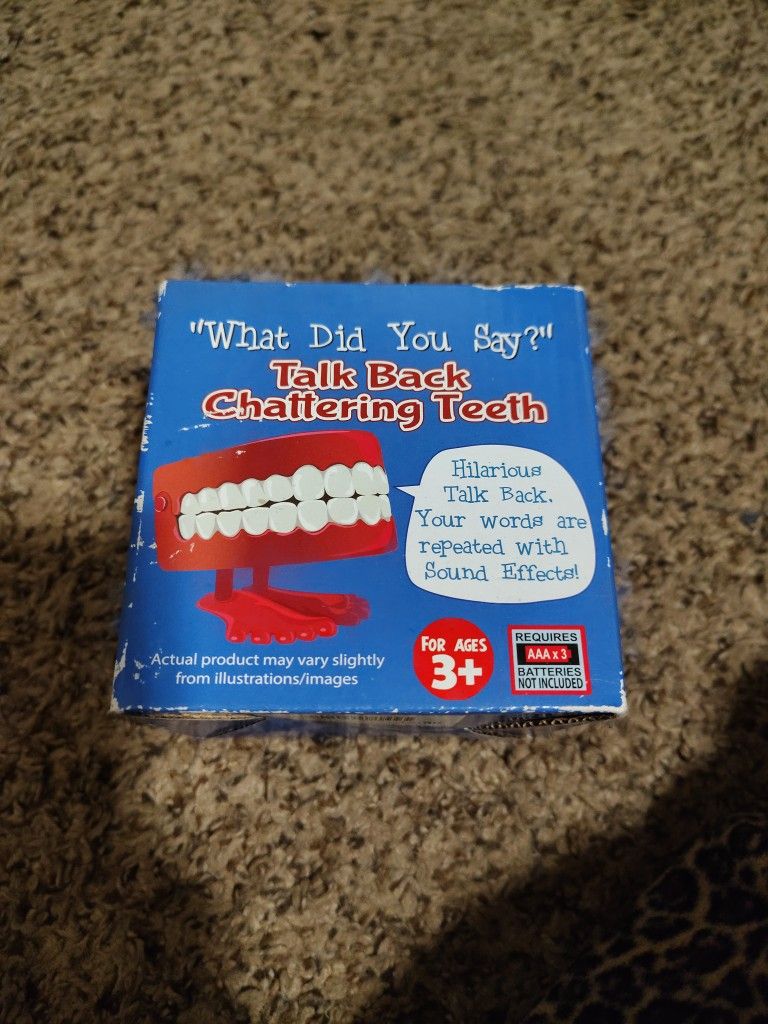 "What Did You Say?"
Talk Back
Chattering Teeth
Hilarious
Talk Back.
Your words are
repeated with
Sound Effects!
Actual product may vary slightly
from illustrations/images
FOR AGES
3+
REQUIRES
AAA x 3
BATTERIES
NOT INCLUDED